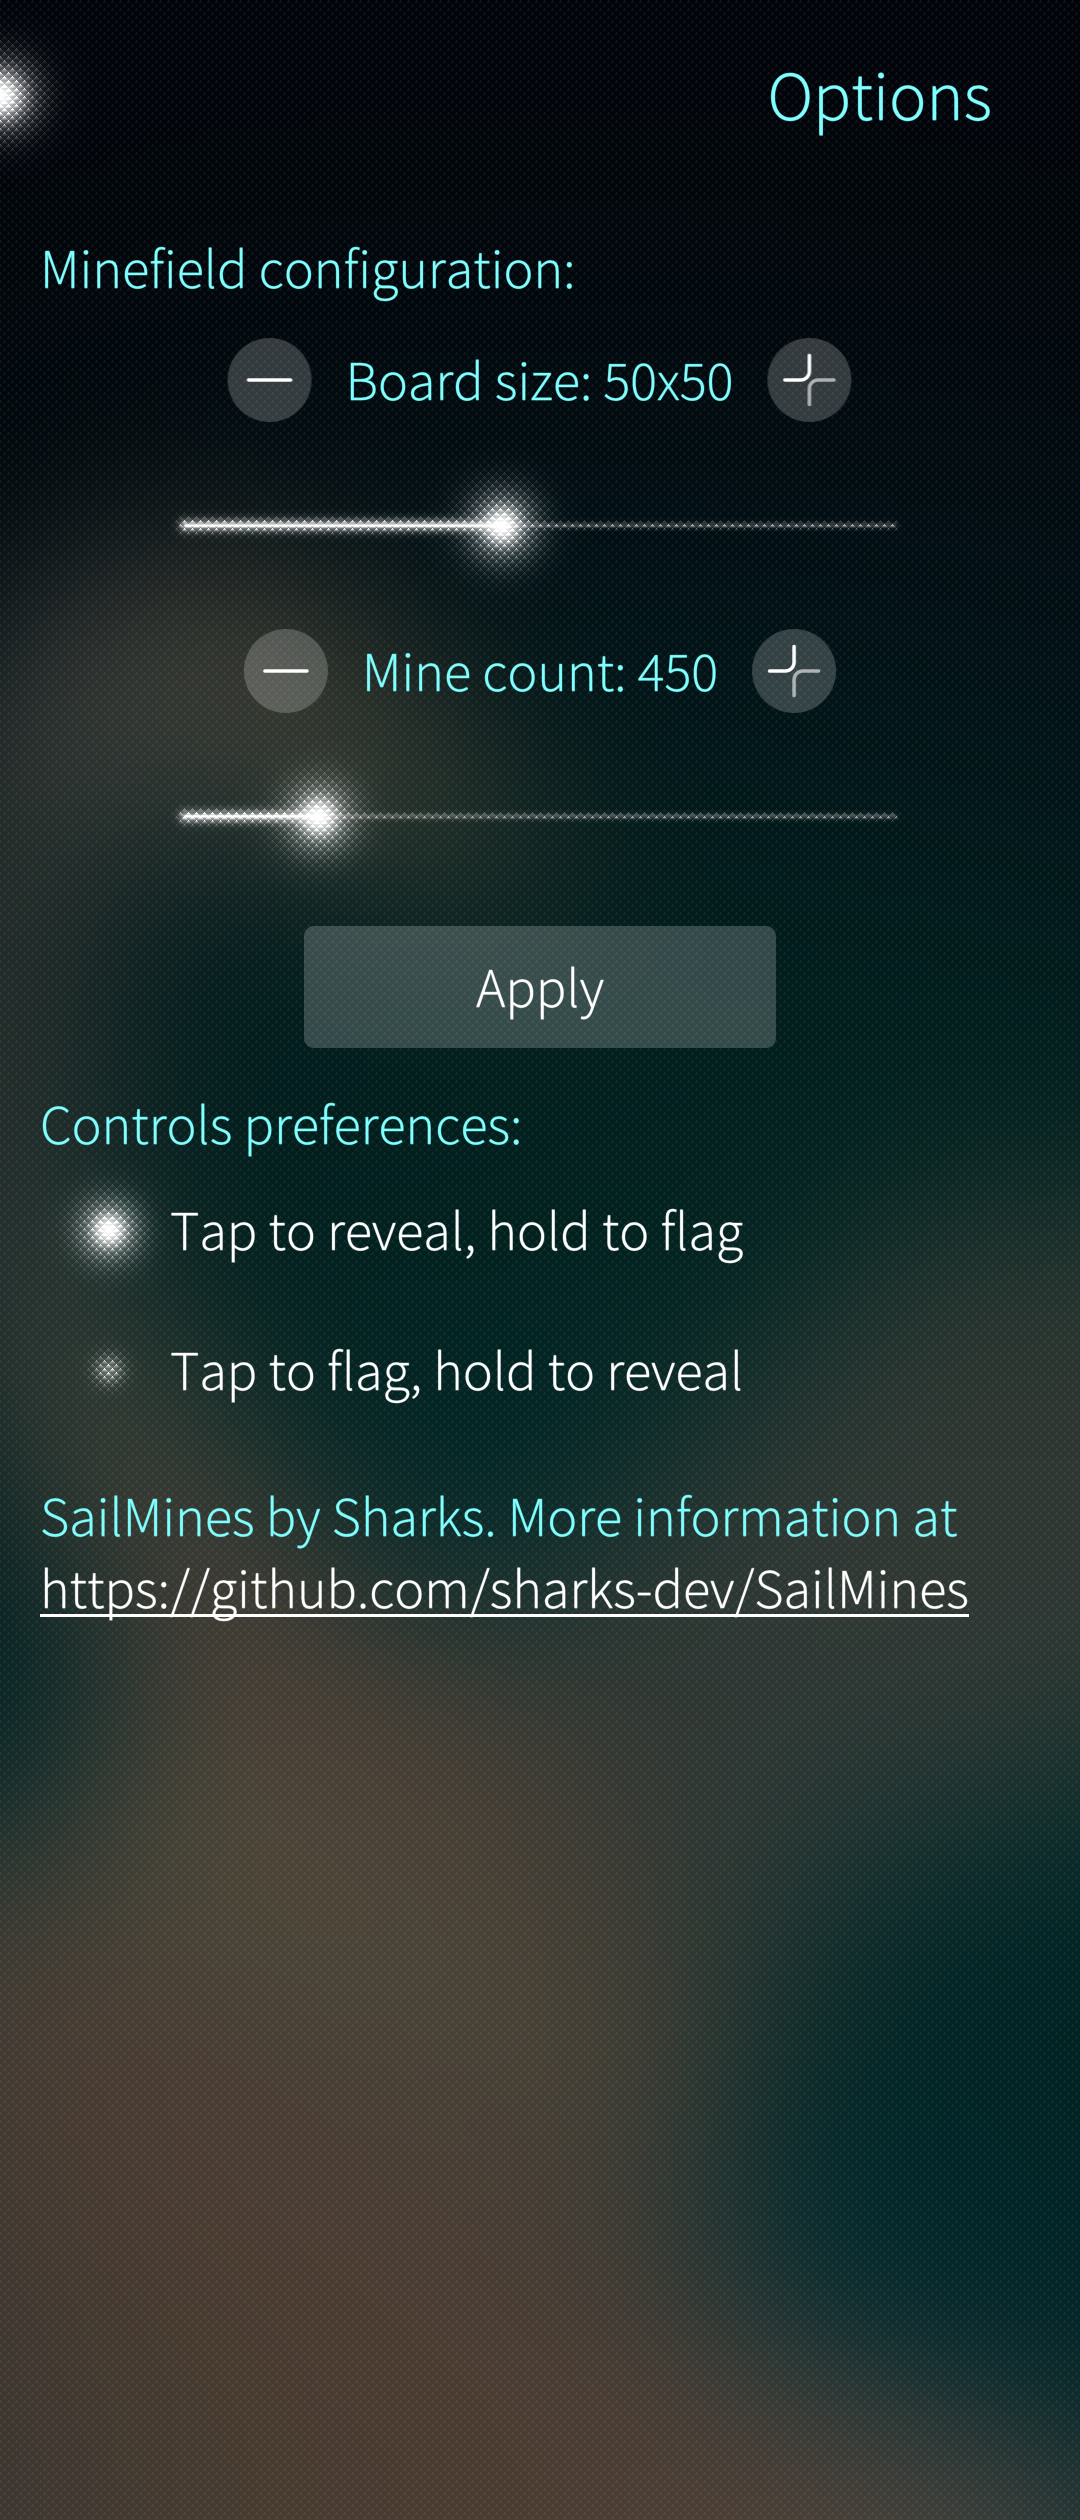 Options
Minefield configuration:
Board size: 50x50
Mine count: 450
Apply
Controls preferences:
Tap to reveal, hold to flag
Tap to flag, hold to reveal
SailMines by Sharks. More information at
https://github.com/sharks-dev/SailMines